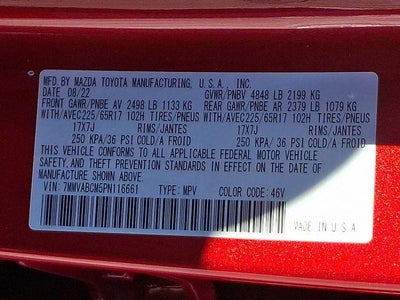 MFD. BY MAZDA TOYOTA MANUFACTURING, U.S.A., INC.
DATE 08/22 GVWR/PNBV 4848 LB 2199 KG
FRONT GAWR/PNBE AV 2498 LB 1133 KG REAR GAWR/PNBE AR 2379 LB 1079 KG
WITH/AVEC225/65R17 102H TIRES/PNEUS WITH/AVEC225/65R17 102H TIRES/PNEUS
17X7J RIMS/JANTES 17X7J RIMS/JANTES
250 KPA/36 PSI COLD/A FROID 250 KPA/36 PSI COLD/A FROID
THIS VEHICLE CONFORMS TO ALL APPLICABLE FEDERAL MOTOR VEHICLE
SAFETY, AND THEFT PREVENTION STANDARDS IN EFFECT ON THE DATE OF
MANUFACTURE SHOWN ABOVE.
VIN: 7MMVABCM5PN116661 TYPE: MPV COLOR CODE: 46V
MADE IN U.S.A